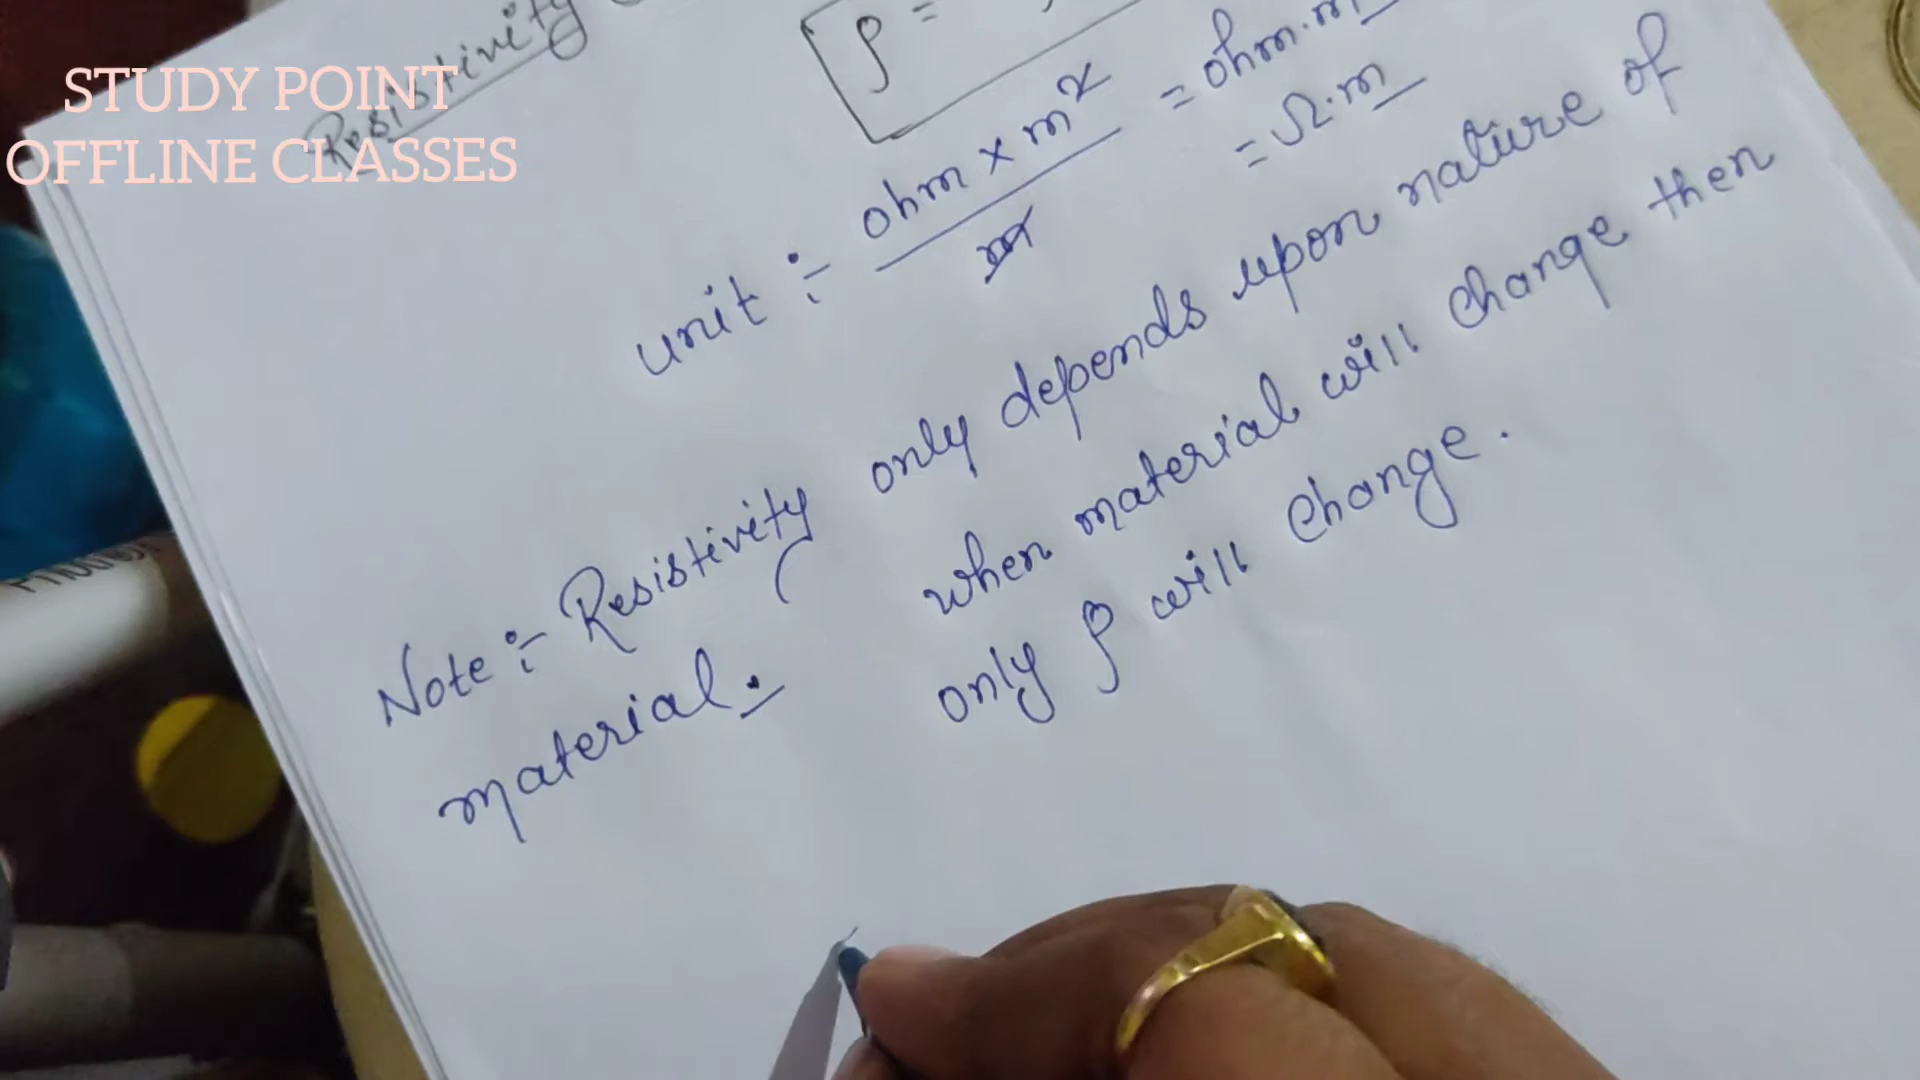 STUDY POINT
OFFLINE CLASSES
Resistivity
ρ =
unit :- ohm × m² / m = ohm.m
= Ω.m
Note :- Resistivity only depends upon nature of
material.
when material will change then
only ρ will change.